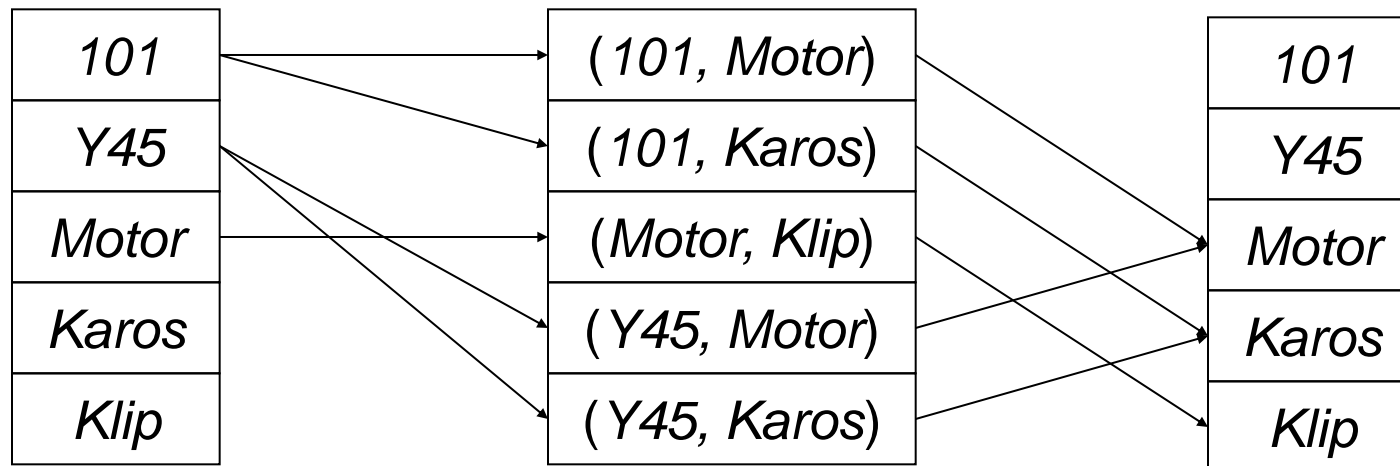 101
Y45
Motor
Karos
Klip
(101, Motor)
(101, Karos)
(Motor, Klip)
(Y45, Motor)
(Y45, Karos)
101
Y45
Motor
Karos
Klip